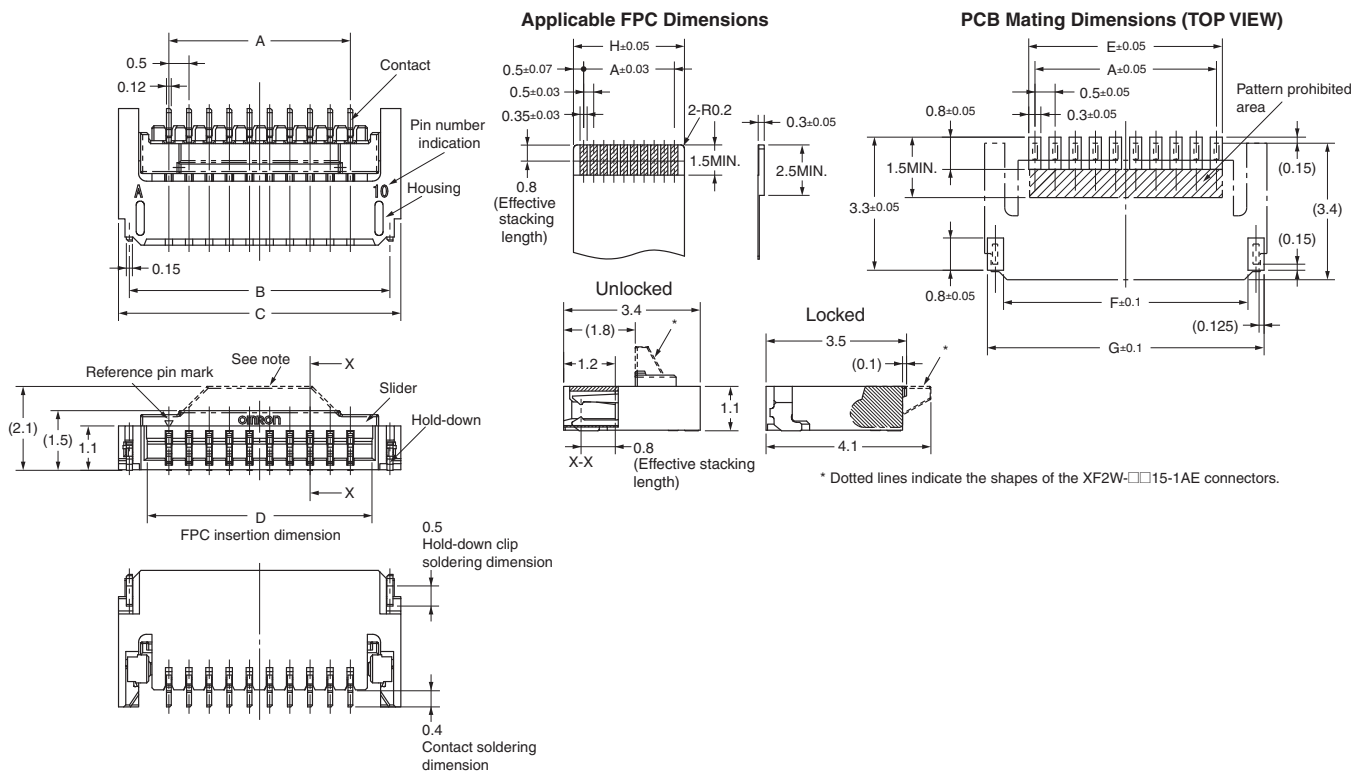 Applicable FPC Dimensions
PCB Mating Dimensions (TOP VIEW)
A
0.5
0.12
Contact
Pin number
indication
Housing
A
10
0.15
B
C
H±0.05
0.5±0.07
A±0.03
0.5±0.03
0.35±0.03
2-R0.2
0.3±0.05
1.5MIN.
2.5MIN.
0.8
(Effective
stacking
length)
E±0.05
A±0.05
0.5±0.05
0.3±0.05
Pattern prohibited
area
0.8±0.05
1.5MIN.
3.3±0.05
(0.15)
(3.4)
(0.15)
0.8±0.05
F±0.1
(0.125)
G±0.1
Unlocked
3.4
(1.8)
*
1.2
1.1
X-X
0.8
(Effective stacking
length)
Locked
3.5
(0.1)
*
4.1
* Dotted lines indicate the shapes of the XF2W-□□15-1AE connectors.
See note
X
Reference pin mark
Slider
OMRON
Hold-down
(2.1)
(1.5)
1.1
X
D
FPC insertion dimension
0.5
Hold-down clip
soldering dimension
0.4
Contact soldering
dimension